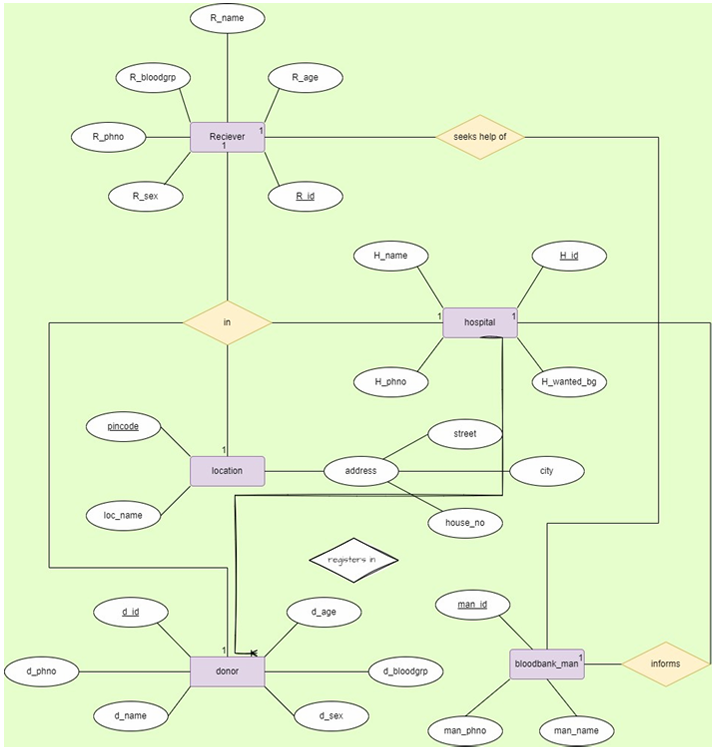 R_name
R_bloodgrp
R_age
R_phno
Reciever
1
1
seeks help of
R_sex
R_id
H_name
H_id
in
1
hospital
1
H_phno
H_wanted_bg
pincode
street
1
location
address
city
loc_name
house_no
registers in
d_id
d_age
man_id
1
d_phno
donor
d_bloodgrp
bloodbank_man
1
informs
d_name
d_sex
man_phno
man_name